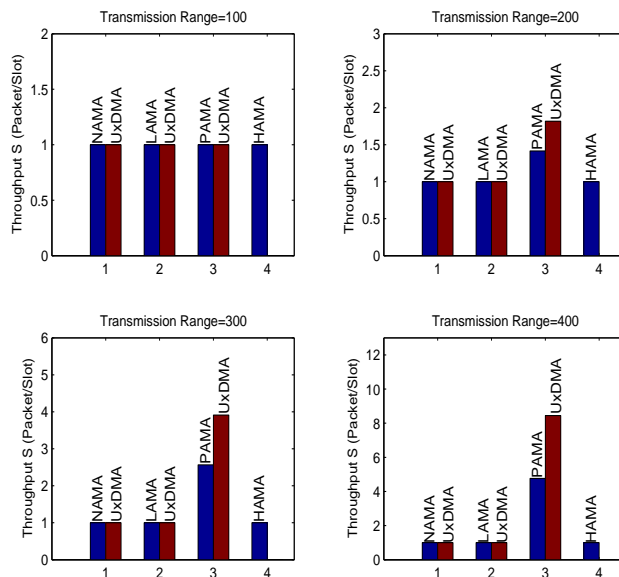 Transmission Range=100
Throughput S (Packet/Slot)
2
1.5
1
0.5
0
NAMA
UxDMA
LAMA
UxDMA
PAMA
UxDMA
HAMA
1 2 3 4
Transmission Range=200
Throughput S (Packet/Slot)
3
2.5
2
1.5
1
0.5
0
NAMA
UxDMA
LAMA
UxDMA
PAMA
UxDMA
HAMA
1 2 3 4
Transmission Range=300
Throughput S (Packet/Slot)
6
5
4
3
2
1
0
NAMA
UxDMA
LAMA
UxDMA
PAMA
UxDMA
HAMA
1 2 3 4
Transmission Range=400
Throughput S (Packet/Slot)
12
10
8
6
4
2
0
NAMA
UxDMA
LAMA
UxDMA
PAMA
UxDMA
HAMA
1 2 3 4